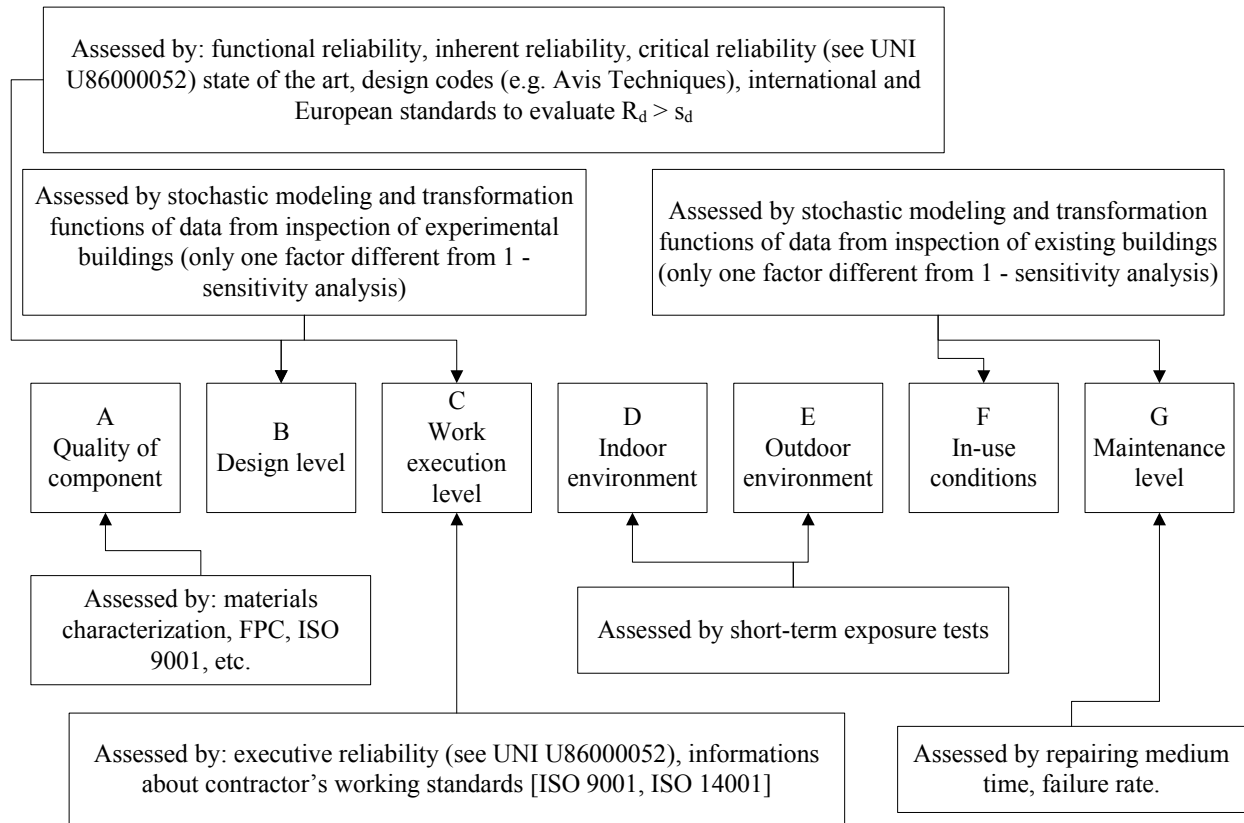 Assessed by: functional reliability, inherent reliability, critical reliability (see UNI
U86000052) state of the art, design codes (e.g. Avis Techniques), international and
European standards to evaluate Rd > sd
Assessed by stochastic modeling and transformation
functions of data from inspection of experimental
buildings (only one factor different from 1 -
sensitivity analysis)
Assessed by stochastic modeling and transformation
functions of data from inspection of existing buildings
(only one factor different from 1 - sensitivity analysis)
A
Quality of
component
B
Design level
C
Work
execution
level
D
Indoor
environment
E
Outdoor
environment
F
In-use
conditions
G
Maintenance
level
Assessed by: materials
characterization, FPC, ISO
9001, etc.
Assessed by short-term exposure tests
Assessed by: executive reliability (see UNI U86000052), informations
about contractor's working standards [ISO 9001, ISO 14001]
Assessed by repairing medium
time, failure rate.